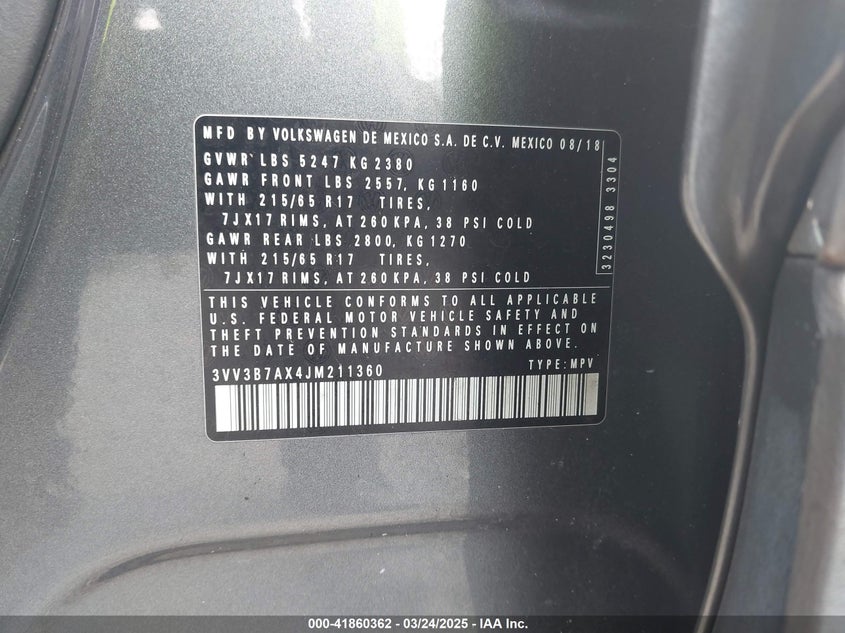 MFD BY VOLKSWAGEN DE MEXICO S.A. DE C.V. MEXICO 08/18
GVWR LBS 5247 KG 2380
GAWR FRONT LBS 2557, KG 1160
WITH 215/65 R17 TIRES,
7JX17 RIMS, AT 260 KPA, 38 PSI COLD
GAWR REAR LBS 2800, KG 1270
WITH 215/65 R17 TIRES,
7JX17 RIMS, AT 260 KPA, 38 PSI COLD
3230498 3304
THIS VEHICLE CONFORMS TO ALL APPLICABLE
U.S. FEDERAL MOTOR VEHICLE SAFETY AND
THEFT PREVENTION STANDARDS IN EFFECT ON
THE DATE OF MANUFACTURE SHOWN ABOVE.
3VV3B7AX4JM211360 TYPE: MPV
000-41860362 - 03/24/2025 - IAA Inc.